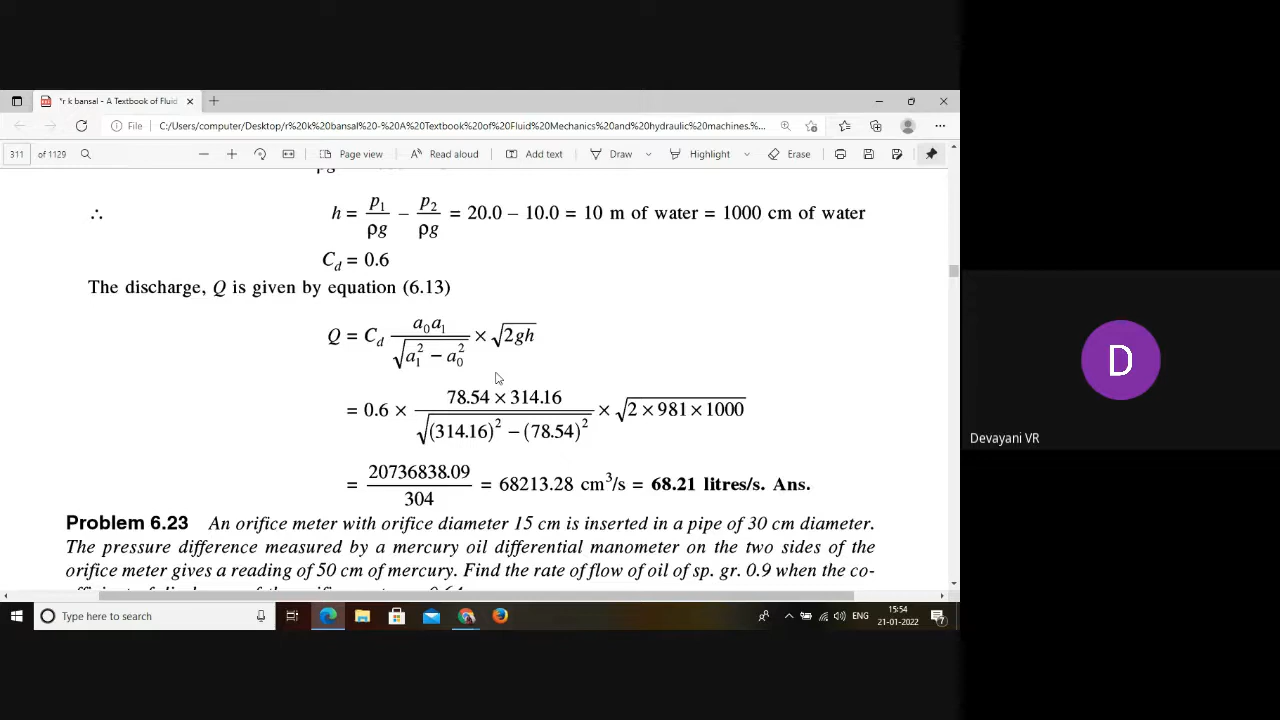 *r k bansal - A Textbook of Fluid
File C:/Users/computer/Desktop/r%20k%20bansal%20-%20A%20Textbook%20of%20Fluid%20Mechanics%20and%20hydraulic%20machines.%...
311 of 1129 Page view Read aloud Add text Draw Highlight Erase
∴ h = p₁/ρg – p₂/ρg = 20.0 – 10.0 = 10 m of water = 1000 cm of water
C_d = 0.6
The discharge, Q is given by equation (6.13)
Q = C_d a₀a₁/√(a₁² – a₀²) × √(2gh)
= 0.6 × 78.54 × 314.16/√((314.16)² – (78.54)²) × √(2 × 981 × 1000)
= 20736838.09/304 = 68213.28 cm³/s = 68.21 litres/s. Ans.
Problem 6.23 An orifice meter with orifice diameter 15 cm is inserted in a pipe of 30 cm diameter.
The pressure difference measured by a mercury oil differential manometer on the two sides of the
orifice meter gives a reading of 50 cm of mercury. Find the rate of flow of oil of sp. gr. 0.9 when the co-
D
Devayani VR
Type here to search
ENG
15:54
21-01-2022